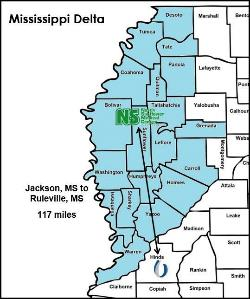 Mississippi Delta
Desoto
Marshall
Benton
Tunica
Tate
Panola
Lafayette
Coahoma
Quitman
Bolivar
Tallahatchie
Yalobusha
Calhoun
NS
Grenada
Sunflower
Leflore
Montgomery
Carroll
Washington
Humphreys
Holmes
Attala
Jackson, MS to
Ruleville, MS
117 miles
Issaquena
Sharkey
Yazoo
Leake
Madison
Warren
Hinds
Scott
Rankin
Claiborne
Copiah
Simpson
Smith